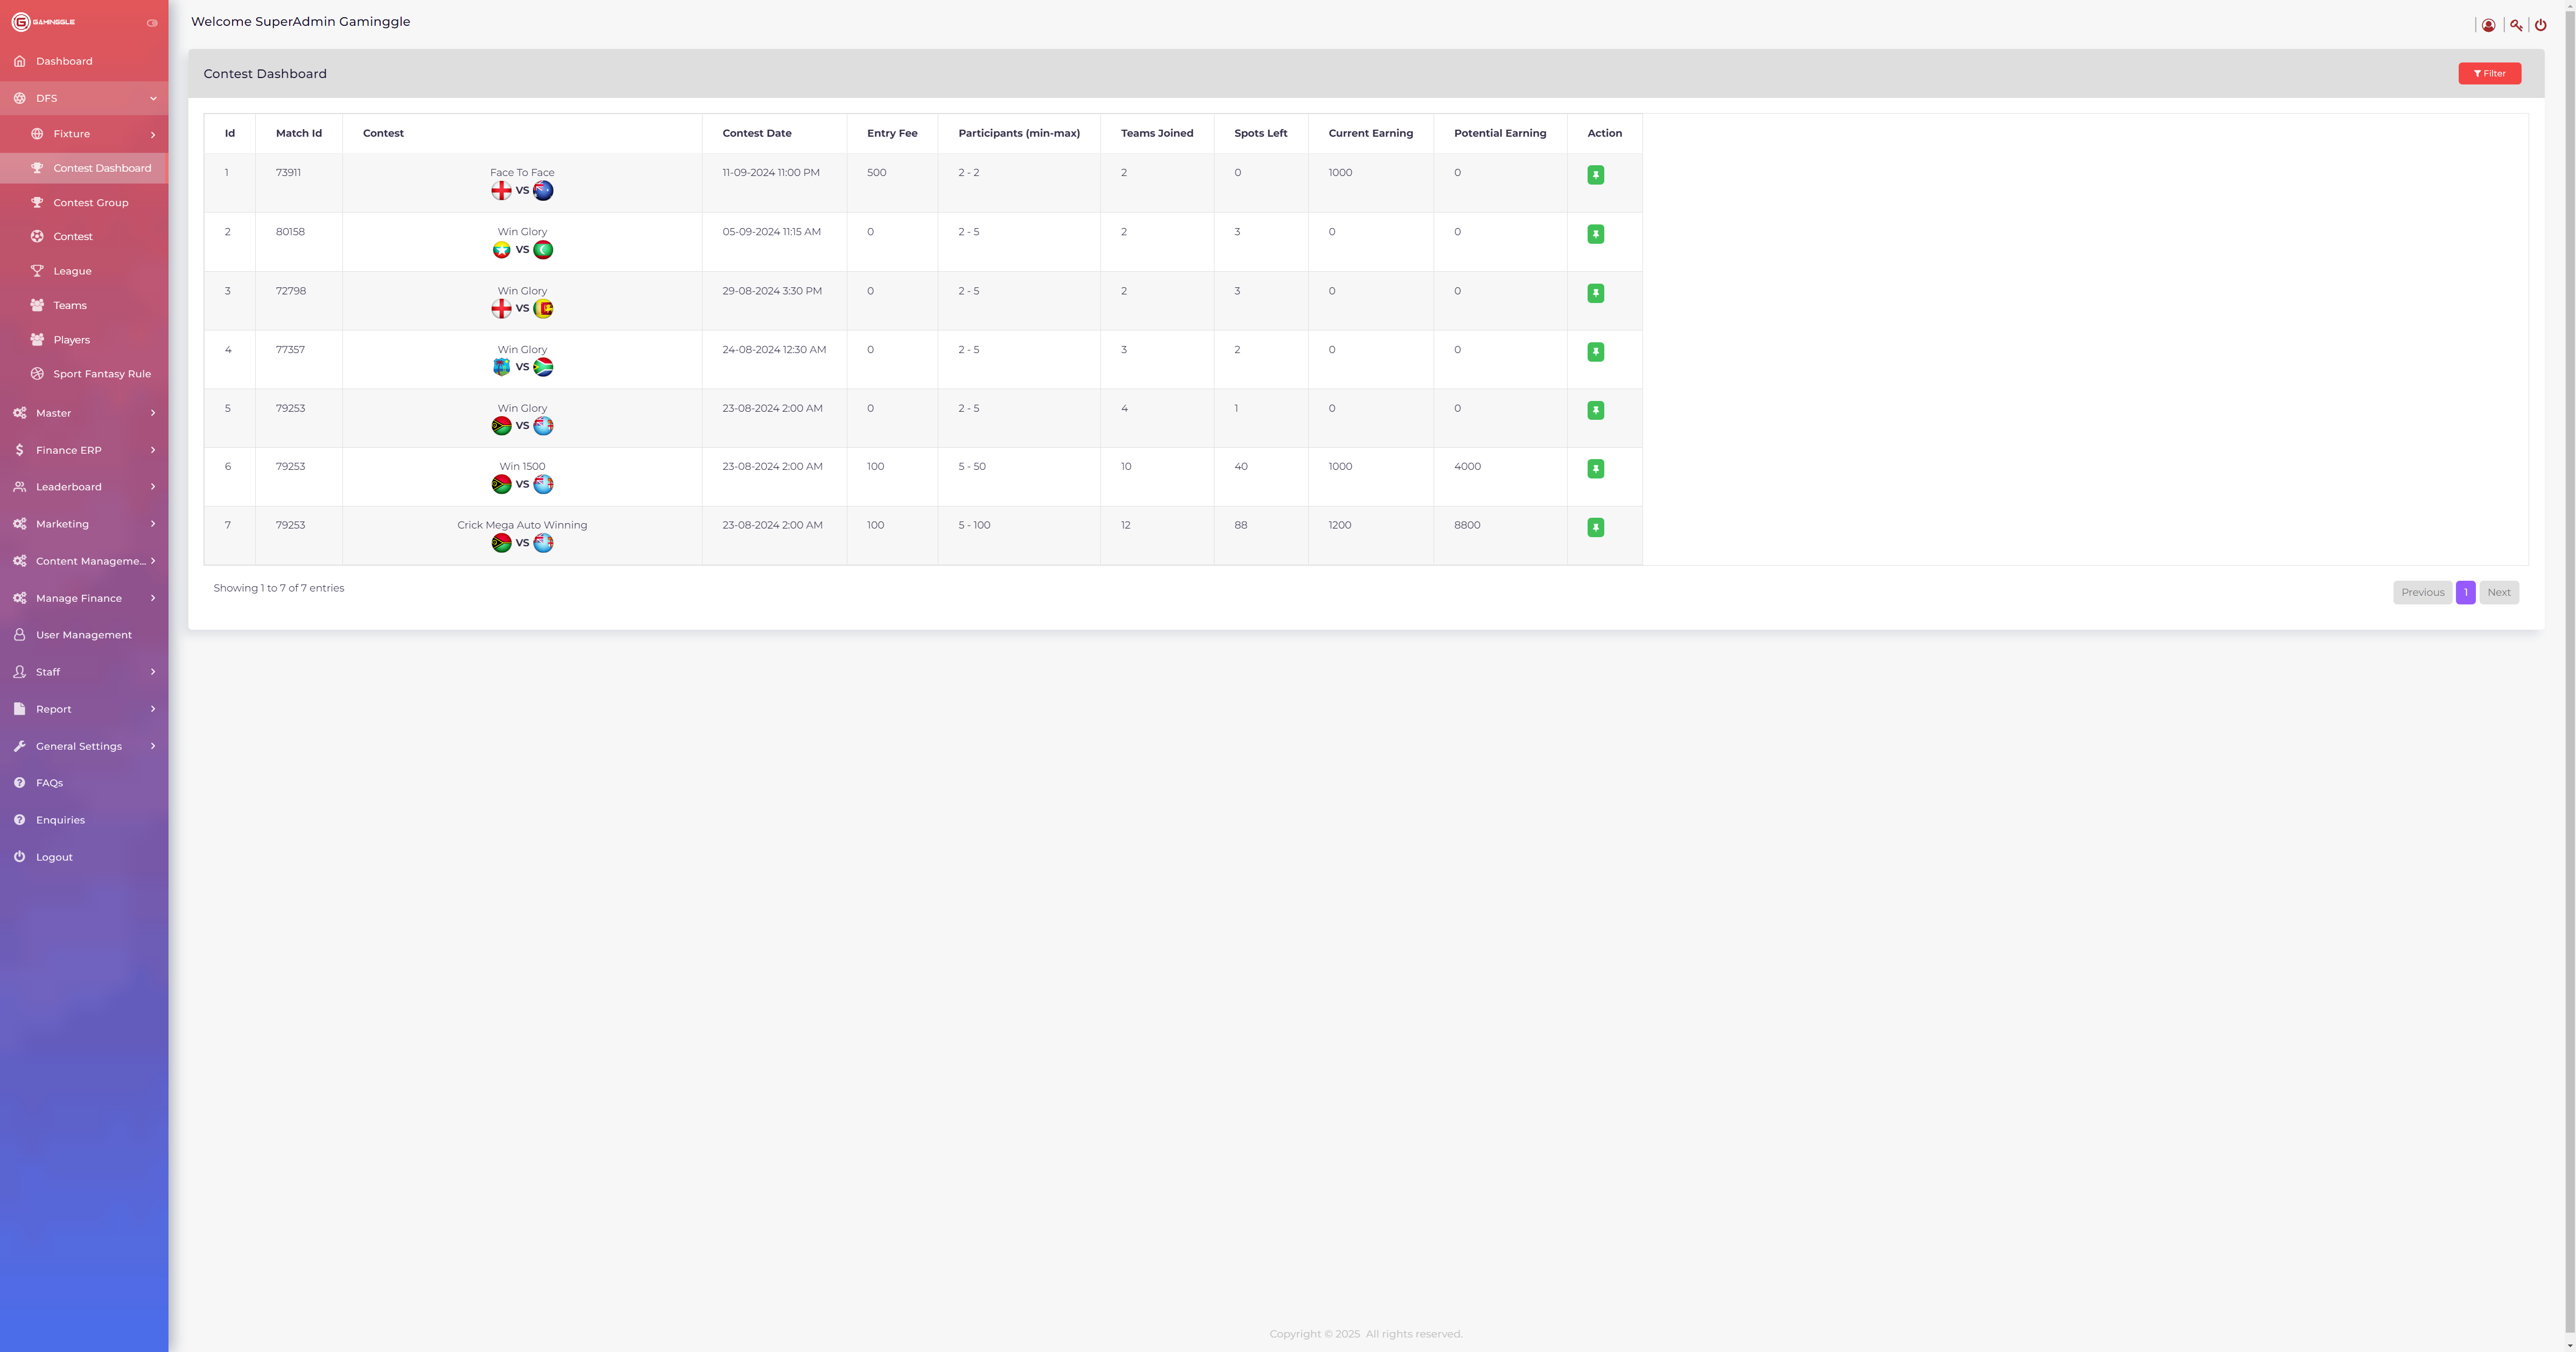 GAMINGGLE
Welcome SuperAdmin Gaminggle
Dashboard
DFS
Fixture
Contest Dashboard
Contest Group
Contest
League
Teams
Players
Sport Fantasy Rule
Master
Finance ERP
Leaderboard
Marketing
Content Manageme...
Manage Finance
User Management
Staff
Report
General Settings
FAQs
Enquiries
Logout
Contest Dashboard
Filter
Id Match Id Contest Contest Date Entry Fee Participants (min-max) Teams Joined Spots Left Current Earning Potential Earning Action
1 73911 Face To Face 11-09-2024 11:00 PM 500 2 - 2 2 0 1000 0
VS
2 80158 Win Glory 05-09-2024 11:15 AM 0 2 - 5 2 3 0 0
VS
3 72798 Win Glory 29-08-2024 3:30 PM 0 2 - 5 2 3 0 0
VS
4 77357 Win Glory 24-08-2024 12:30 AM 0 2 - 5 3 2 0 0
VS
5 79253 Win Glory 23-08-2024 2:00 AM 0 2 - 5 4 1 0 0
VS
6 79253 Win 1500 23-08-2024 2:00 AM 100 5 - 50 10 40 1000 4000
VS
7 79253 Crick Mega Auto Winning 23-08-2024 2:00 AM 100 5 - 100 12 88 1200 8800
VS
Showing 1 to 7 of 7 entries
Previous 1 Next
Copyright © 2025 All rights reserved.